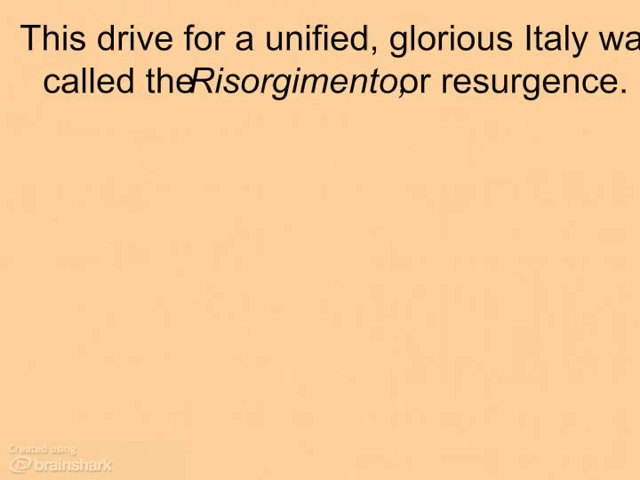 This drive for a unified, glorious Italy wa
called the Risorgimento, or resurgence.
Created using
brainshark